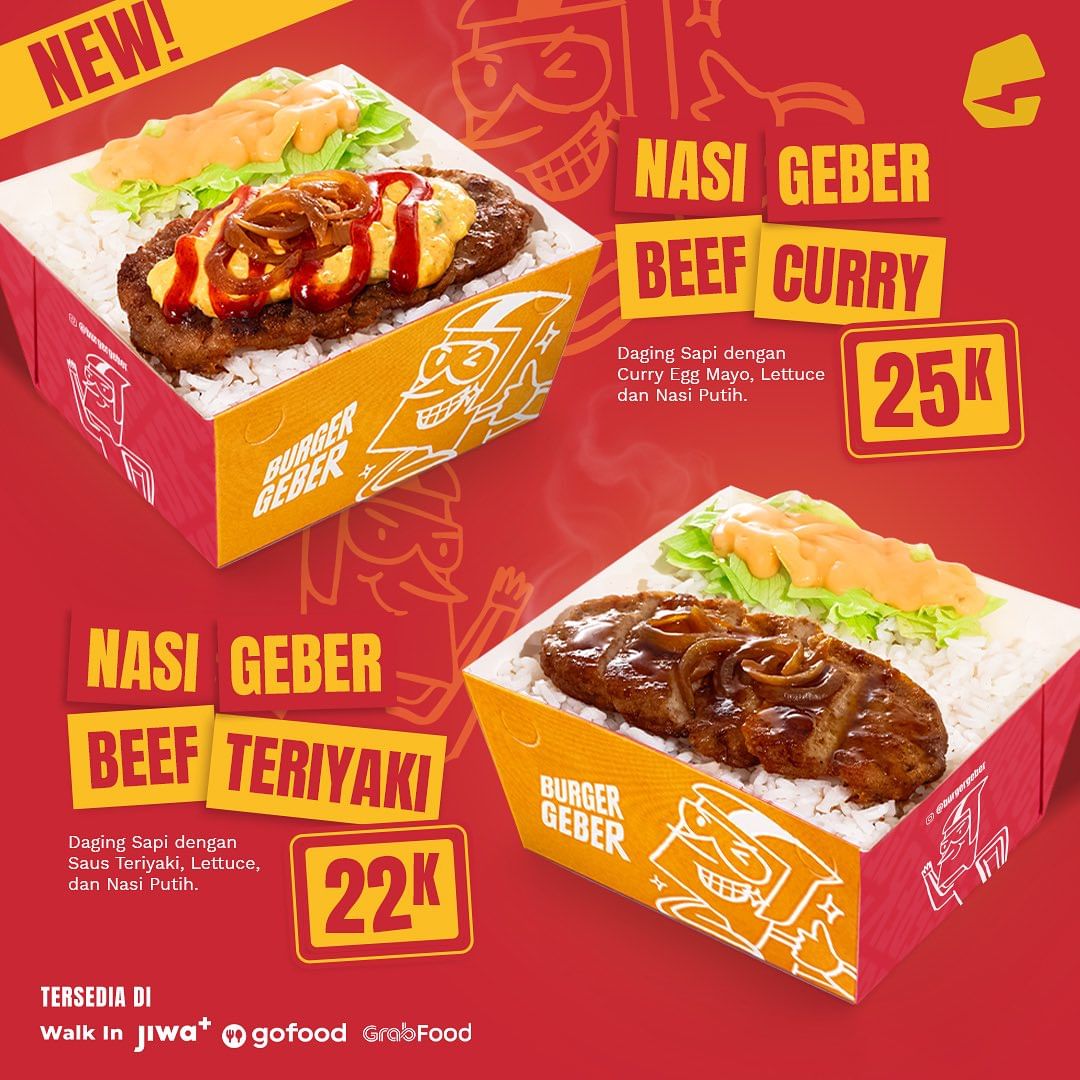 NEW!
NASI GEBER
BEEF CURRY
Daging Sapi dengan
Curry Egg Mayo, Lettuce
dan Nasi Putih.
25K
@burgergeber
BURGER
GEBER
NASI GEBER
BEEF TERIYAKI
Daging Sapi dengan
Saus Teriyaki, Lettuce,
dan Nasi Putih.
22K
BURGER
GEBER
@burgergeber
TERSEDIA DI
Walk In Jiwa+ gofood GrabFood